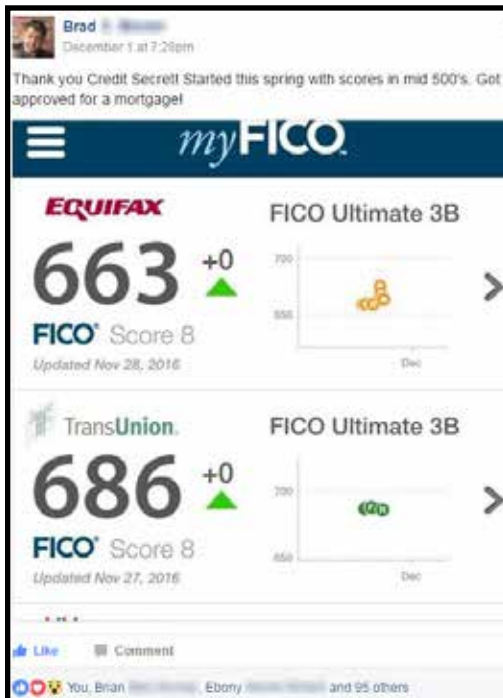 Brad
December 1 at 7:28pm
Thank you Credit Secret! Started this spring with scores in mid 500's. Got
approved for a mortgage!
myFICO
EQUIFAX
FICO Ultimate 3B
663 +0
700
650
FICO Score 8
Dec
Updated Nov 28, 2016
TransUnion
FICO Ultimate 3B
686 +0
700
650
FICO Score 8
Dec
Updated Nov 27, 2016
Like Comment
You, Brian , Ebony and 95 others